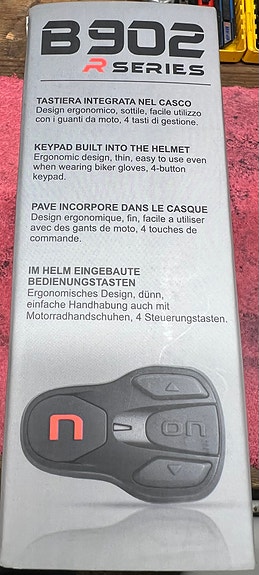 B902
R SERIES
TASTIERA INTEGRATA NEL CASCO
Design ergonomico, sottile, facile utilizzo
con i guanti da moto, 4 tasti di gestione.
KEYPAD BUILT INTO THE HELMET
Ergonomic design, thin, easy to use even
when wearing biker gloves, 4-button
keypad.
PAVE INCORPORE DANS LE CASQUE
Design ergonomique, fin, facile a utiliser
avec des gants de moto, 4 touches de
commande.
IM HELM EINGEBAUTE
BEDIENUNGSTASTEN
Ergonomisches Design, dünn,
einfache Handhabung auch mit
Motorradhandschuhen, 4 Steuerungstasten.
n
ON